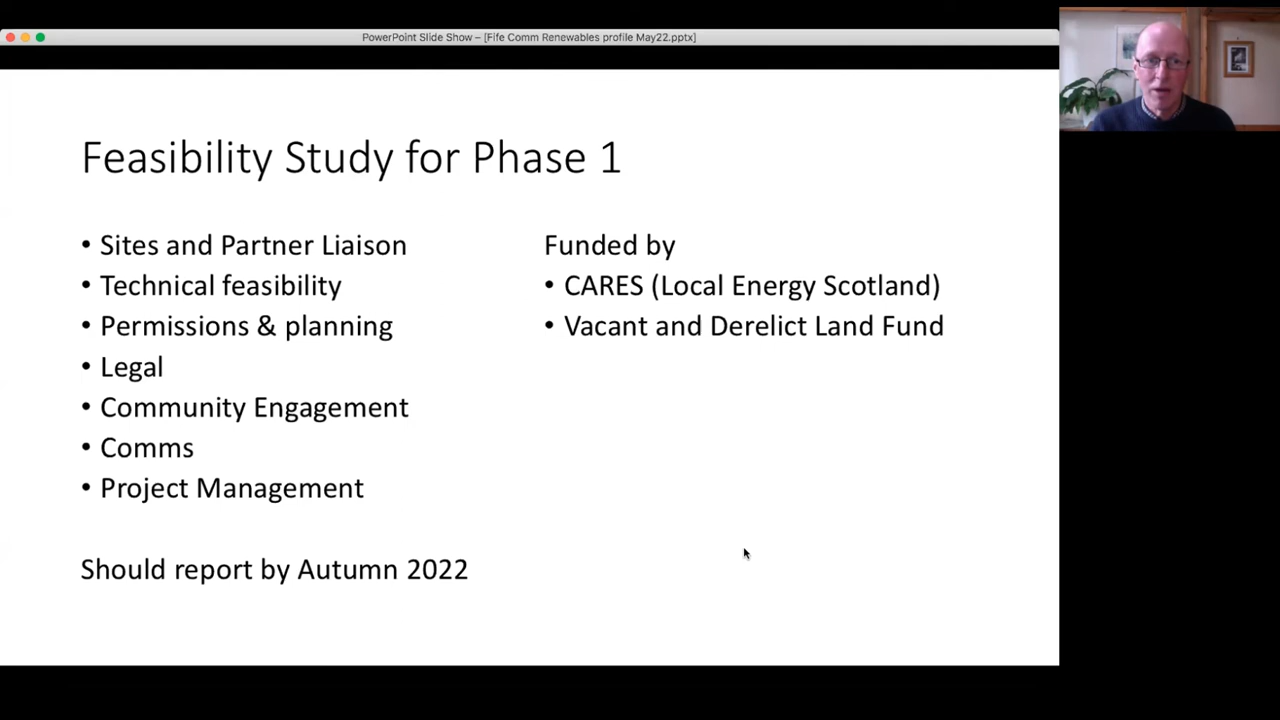 PowerPoint Slide Show – [Fife Comm Renewables profile May22.pptx]
Feasibility Study for Phase 1
• Sites and Partner Liaison
• Technical feasibility
• Permissions & planning
• Legal
• Community Engagement
• Comms
• Project Management
Should report by Autumn 2022
Funded by
• CARES (Local Energy Scotland)
• Vacant and Derelict Land Fund